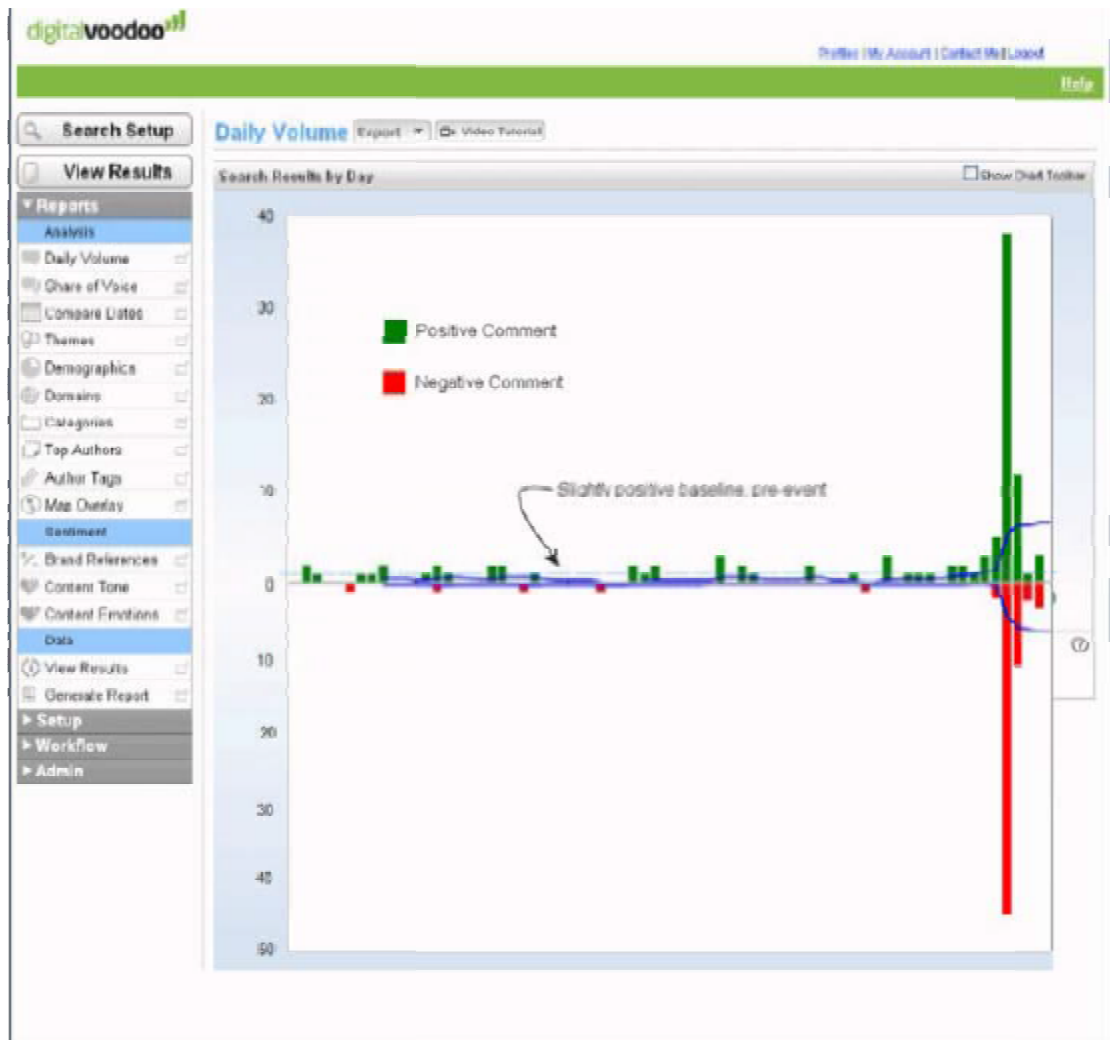 digitalvoodoo
Profiles | My Account | Contact Us | Logout
Help
Search Setup
Daily Volume Export Video Tutorial
View Results
Search Results by Day
Show Chart Toolbar
Reports
Analysis
Daily Volume
Share of Voice
Compare Dates
Themes
Demographics
Domains
Categories
Top Authors
Author Tags
Map Overlay
Sentiment
Brand References
Content Tone
Content Emotions
Data
View Results
Generate Report
Setup
Workflow
Admin
40
30
Positive Comment
Negative Comment
20
10
Slightly positive baseline, pre-event
0
10
20
30
40
50